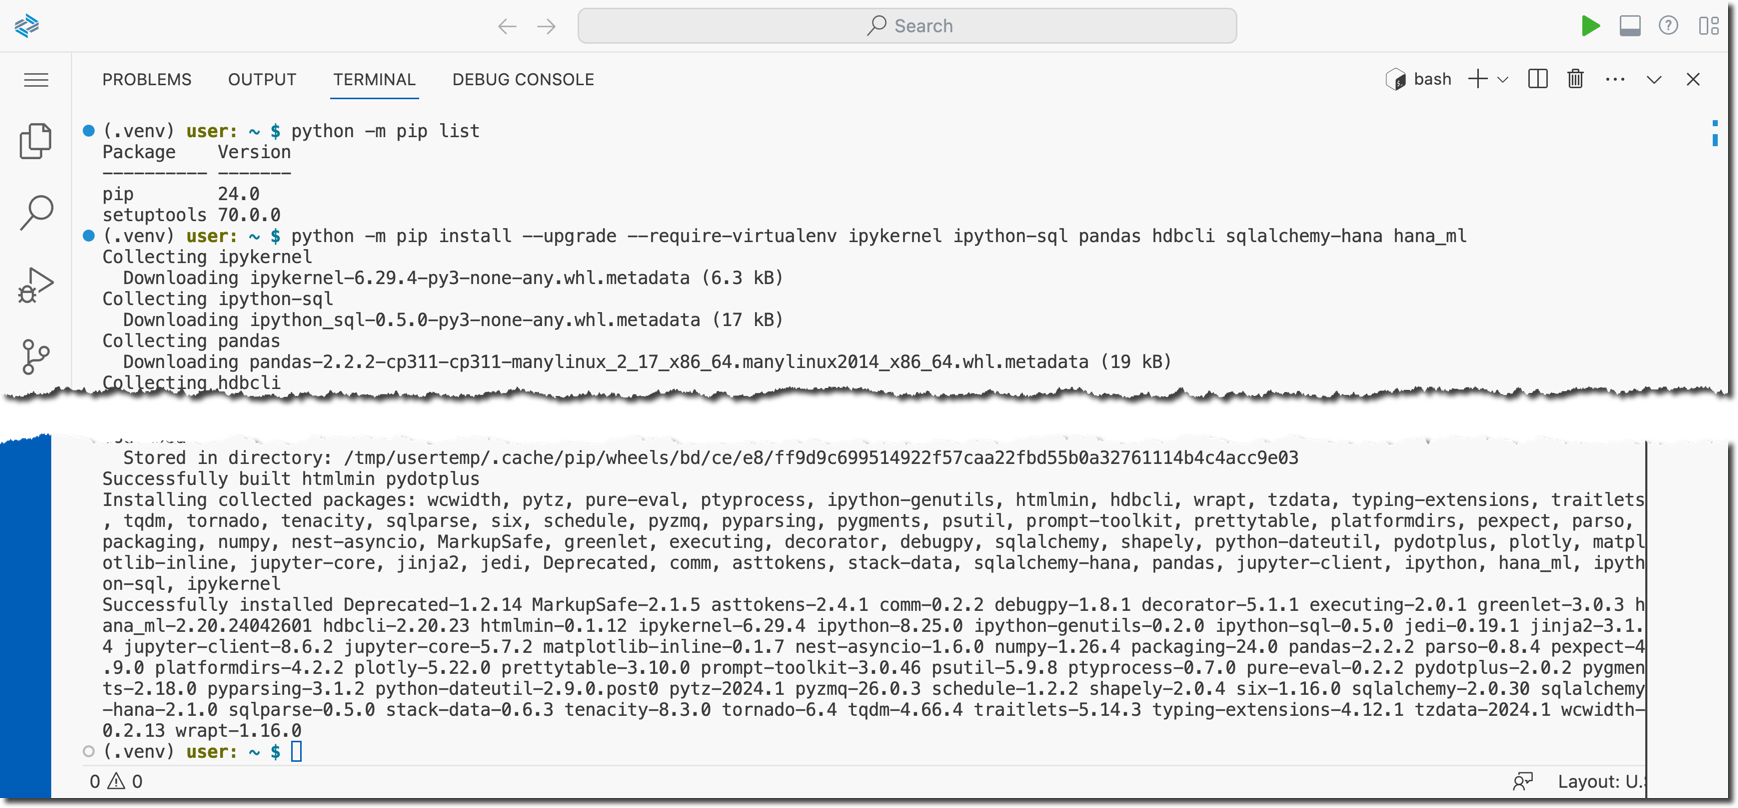 Search
PROBLEMS OUTPUT TERMINAL DEBUG CONSOLE bash
(.venv) user: ~ $ python -m pip list
Package    Version
---------- -------
pip        24.0
setuptools 70.0.0
(.venv) user: ~ $ python -m pip install --upgrade --require-virtualenv ipykernel ipython-sql pandas hdbcli sqlalchemy-hana hana_ml
Collecting ipykernel
  Downloading ipykernel-6.29.4-py3-none-any.whl.metadata (6.3 kB)
Collecting ipython-sql
  Downloading ipython_sql-0.5.0-py3-none-any.whl.metadata (17 kB)
Collecting pandas
  Downloading pandas-2.2.2-cp311-cp311-manylinux_2_17_x86_64.manylinux2014_x86_64.whl.metadata (19 kB)
Collecting hdbcli
  Stored in directory: /tmp/usertemp/.cache/pip/wheels/bd/ce/e8/ff9d9c699514922f57caa22fbd55b0a32761114b4c4acc9e03
Successfully built htmlmin pydotplus
Installing collected packages: wcwidth, pytz, pure-eval, ptyprocess, ipython-genutils, htmlmin, hdbcli, wrapt, tzdata, typing-extensions, traitlets
, tqdm, tornado, tenacity, sqlparse, six, schedule, pyzmq, pyparsing, pygments, psutil, prompt-toolkit, prettytable, platformdirs, pexpect, parso,
packaging, numpy, nest-asyncio, MarkupSafe, greenlet, executing, decorator, debugpy, sqlalchemy, shapely, python-dateutil, pydotplus, plotly, matpl
otlib-inline, jupyter-core, jinja2, jedi, Deprecated, comm, asttokens, stack-data, sqlalchemy-hana, pandas, jupyter-client, ipython, hana_ml, ipyth
on-sql, ipykernel
Successfully installed Deprecated-1.2.14 MarkupSafe-2.1.5 asttokens-2.4.1 comm-0.2.2 debugpy-1.8.1 decorator-5.1.1 executing-2.0.1 greenlet-3.0.3 h
ana_ml-2.20.24042601 hdbcli-2.20.23 htmlmin-0.1.12 ipykernel-6.29.4 ipython-8.25.0 ipython-genutils-0.2.0 ipython-sql-0.5.0 jedi-0.19.1 jinja2-3.1.
4 jupyter-client-8.6.2 jupyter-core-5.7.2 matplotlib-inline-0.1.7 nest-asyncio-1.6.0 numpy-1.26.4 packaging-24.0 pandas-2.2.2 parso-0.8.4 pexpect-4
.9.0 platformdirs-4.2.2 plotly-5.22.0 prettytable-3.10.0 prompt-toolkit-3.0.46 psutil-5.9.8 ptyprocess-0.7.0 pure-eval-0.2.2 pydotplus-2.0.2 pygmen
ts-2.18.0 pyparsing-3.1.2 python-dateutil-2.9.0.post0 pytz-2024.1 pyzmq-26.0.3 schedule-1.2.2 shapely-2.0.4 six-1.16.0 sqlalchemy-2.0.30 sqlalchemy
-hana-2.1.0 sqlparse-0.5.0 stack-data-0.6.3 tenacity-8.3.0 tornado-6.4 tqdm-4.66.4 traitlets-5.14.3 typing-extensions-4.12.1 tzdata-2024.1 wcwidth-
0.2.13 wrapt-1.16.0
(.venv) user: ~ $
0 0 Layout: U.